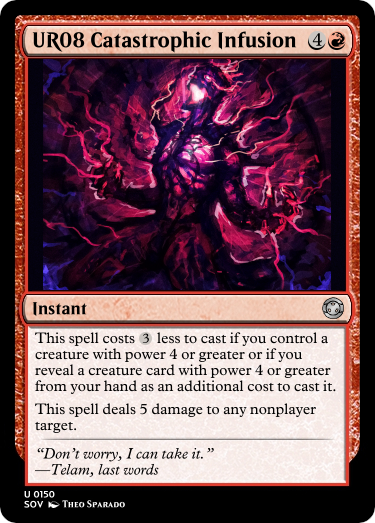 UR08 Catastrophic Infusion 4
Instant
This spell costs 3 less to cast if you control a
creature with power 4 or greater or if you
reveal a creature card with power 4 or greater
from your hand as an additional cost to cast it.
This spell deals 5 damage to any nonplayer
target.
“Don't worry, I can take it.”
—Telam, last words
U 0150
SOV Theo Sparado